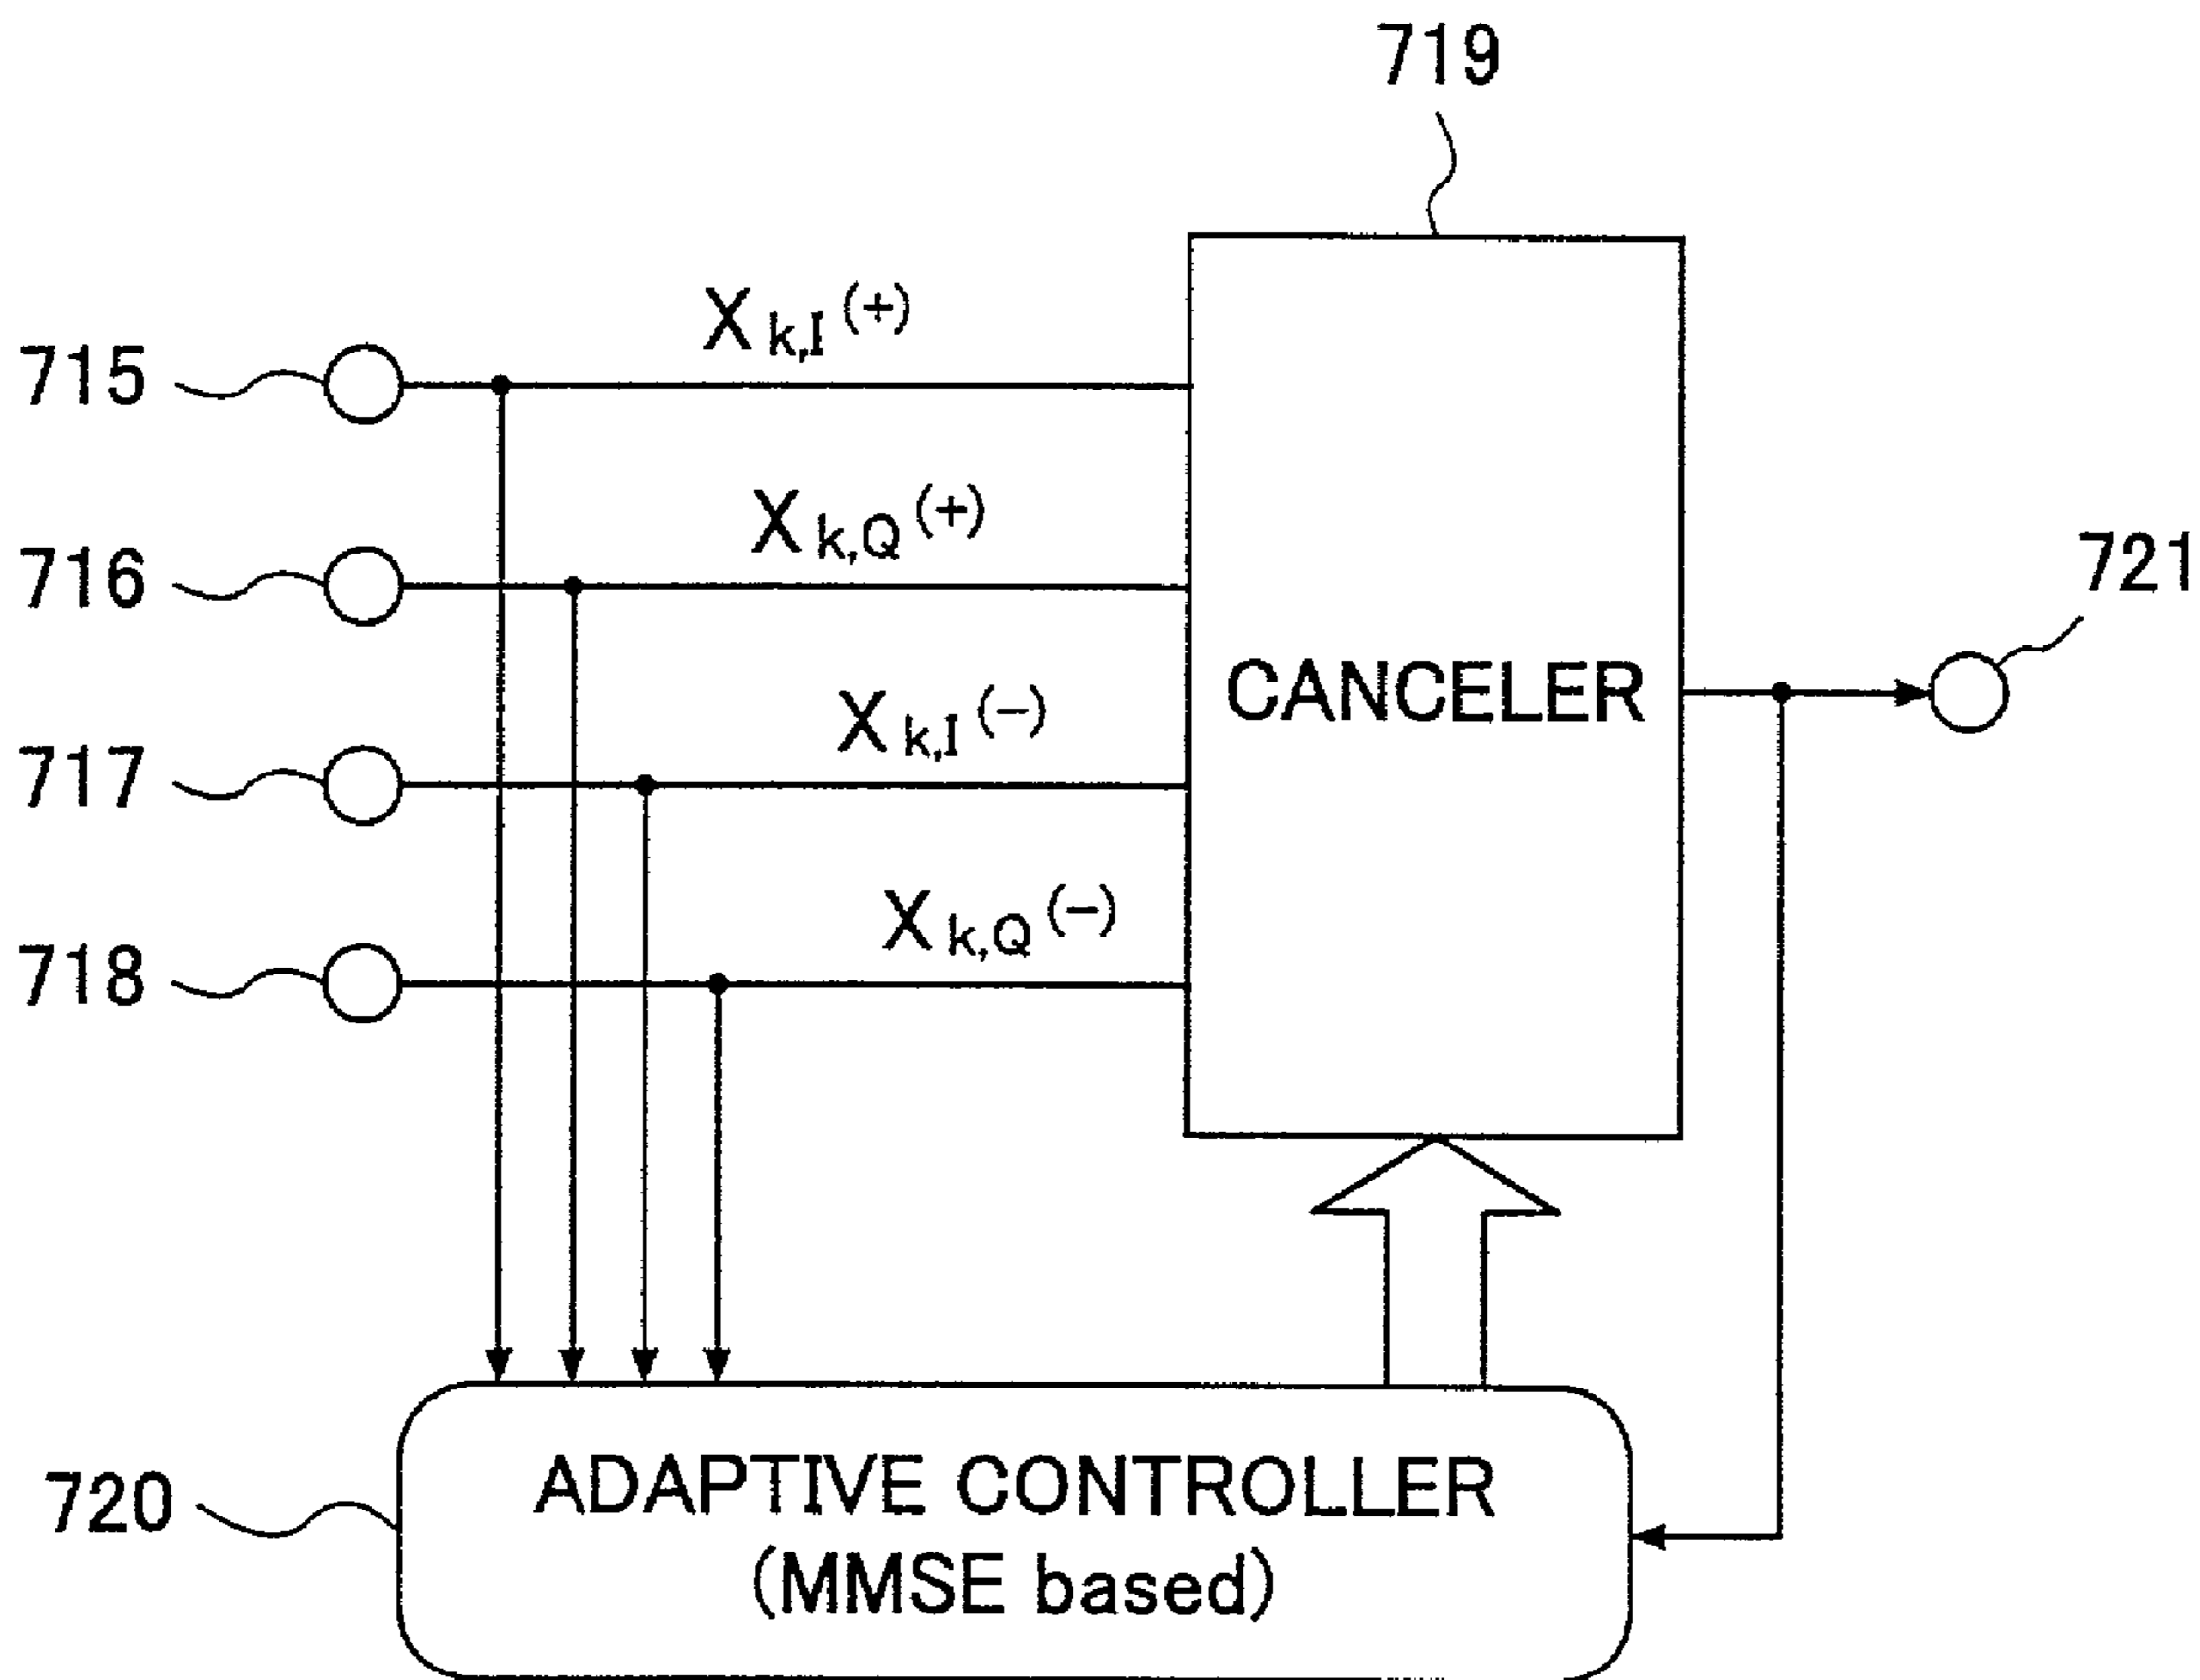 719
715
X k,I (+)
716
X k,Q (+)
721
717
X k,I (-)
CANCELER
718
X k,Q (-)
720
ADAPTIVE CONTROLLER
(MMSE based)